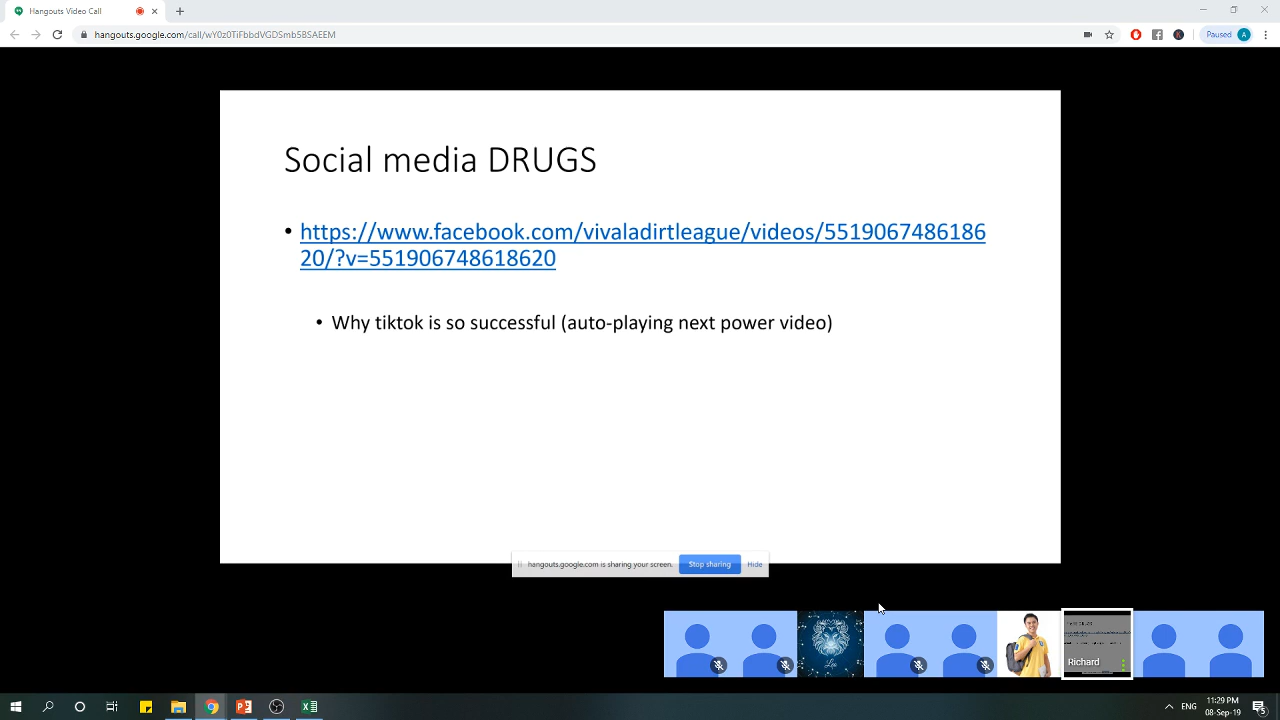 Hangouts Video Call
hangouts.google.com/call/wY0z0TiFbbdVGDSmb5BSAEEM
Paused
A
Social media DRUGS
• https://www.facebook.com/vivaladirtleague/videos/5519067486186
20/?v=551906748618620
• Why tiktok is so successful (auto-playing next power video)
hangouts.google.com is sharing your screen.
Stop sharing
Hide
Leo
Richard
ENG
11:29 PM
08-Sep-19